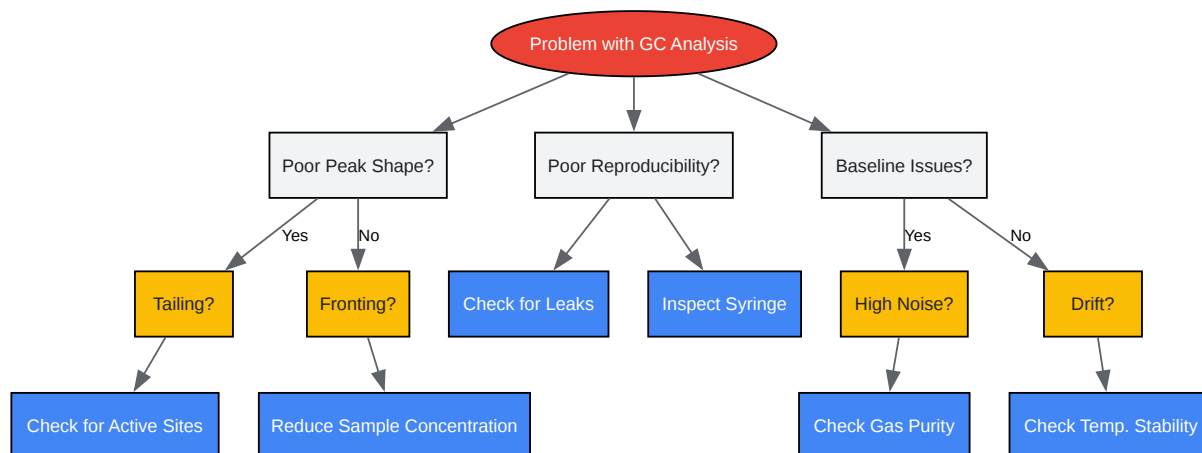 Problem with GC Analysis
Poor Peak Shape?
Poor Reproducibility?
Baseline Issues?
Yes
No
Yes
No
Tailing?
Fronting?
Check for Leaks
Inspect Syringe
High Noise?
Drift?
Check for Active Sites
Reduce Sample Concentration
Check Gas Purity
Check Temp. Stability